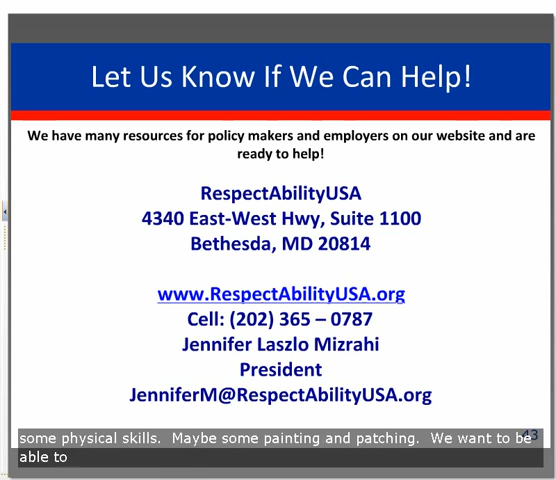 Let Us Know If We Can Help!
We have many resources for policy makers and employers on our website and are
ready to help!
RespectAbilityUSA
4340 East-West Hwy, Suite 1100
Bethesda, MD 20814
www.RespectAbilityUSA.org
Cell: (202) 365 – 0787
Jennifer Laszlo Mizrahi
President
JenniferM@RespectAbilityUSA.org
43
some physical skills.  Maybe some painting and patching.  We want to be
able to